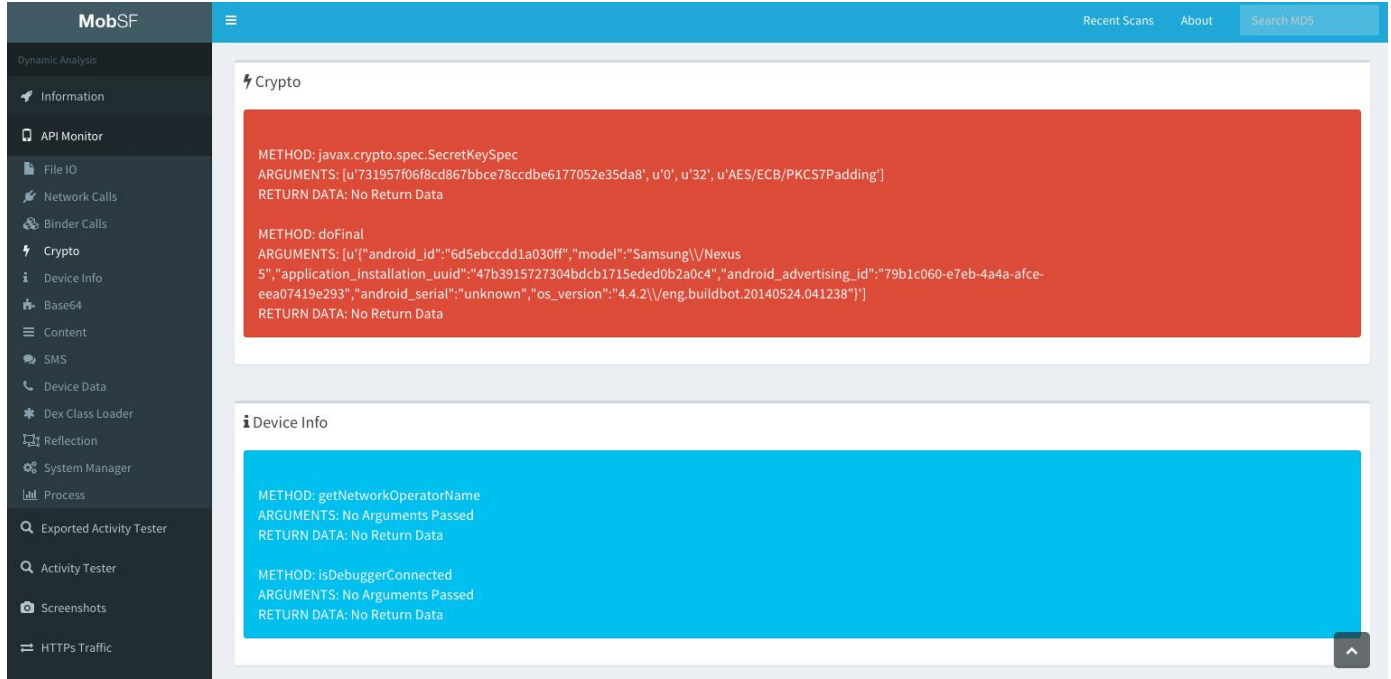 MobSF
Recent Scans
About
Search MD5
Dynamic Analysis
Information
API Monitor
File IO
Network Calls
Binder Calls
Crypto
Device Info
Base64
Content
SMS
Device Data
Dex Class Loader
Reflection
System Manager
Process
Exported Activity Tester
Activity Tester
Screenshots
HTTPs Traffic
Crypto
METHOD: javax.crypto.spec.SecretKeySpec
ARGUMENTS: [u'731957f06f8cd867bbce78ccdbe6177052e35da8', u'0', u'32', u'AES/ECB/PKCS7Padding']
RETURN DATA: No Return Data
METHOD: doFinal
ARGUMENTS: [u'{"android_id":"6d5ebccdd1a030ff","model":"Samsung\\/Nexus
5","application_installation_uuid":"47b3915727304bdcb1715eded0b2a0c4","android_advertising_id":"79b1c060-e7eb-4a4a-afce-
eea07419e293","android_serial":"unknown","os_version":"4.4.2\\/eng.buildbot.20140524.041238"}']
RETURN DATA: No Return Data
Device Info
METHOD: getNetworkOperatorName
ARGUMENTS: No Arguments Passed
RETURN DATA: No Return Data
METHOD: isDebuggerConnected
ARGUMENTS: No Arguments Passed
RETURN DATA: No Return Data